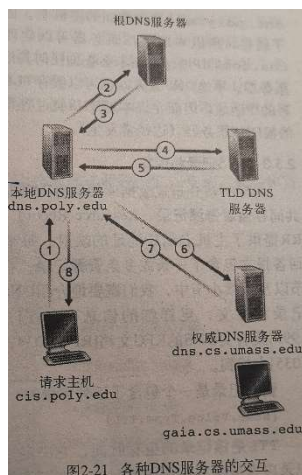 根DNS服务器
2
3
4
5
本地DNS服务器
dns.poly.edu
TLD DNS
服务器
1
8
7
6
请求主机
cis.poly.edu
权威DNS服务器
dns.cs.umass.edu
gaia.cs.umass.edu
图2-21 各种DNS服务器的交互